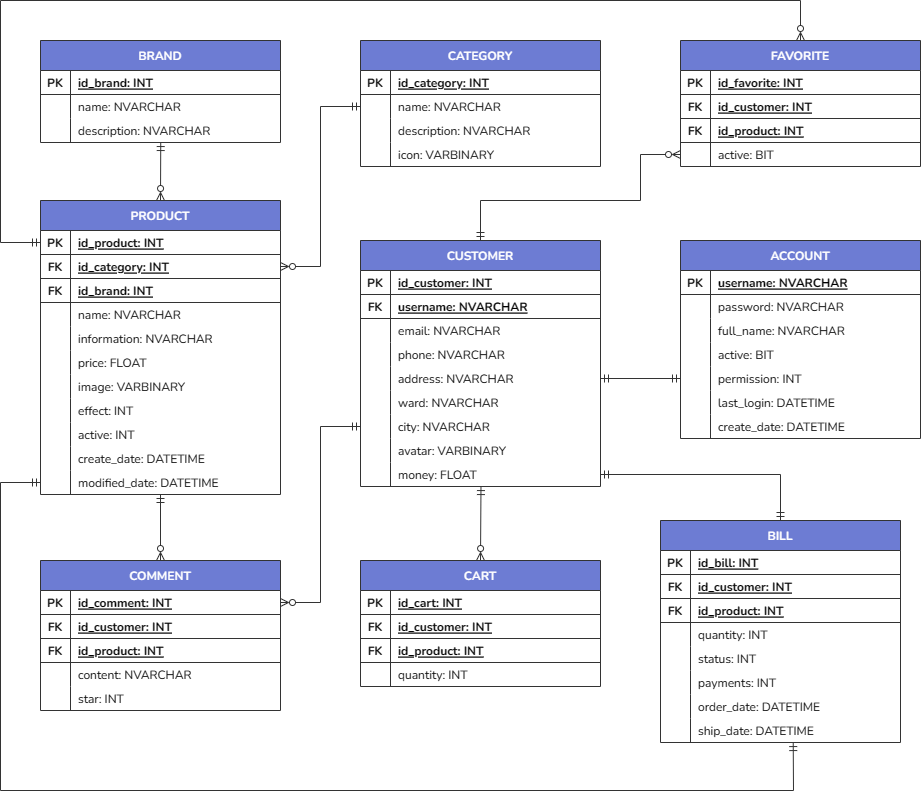 BRAND
PK id_brand: INT
name: NVARCHAR
description: NVARCHAR
CATEGORY
PK id_category: INT
name: NVARCHAR
description: NVARCHAR
icon: VARBINARY
FAVORITE
PK id_favorite: INT
FK id_customer: INT
FK id_product: INT
active: BIT
PRODUCT
PK id_product: INT
FK id_category: INT
FK id_brand: INT
name: NVARCHAR
information: NVARCHAR
price: FLOAT
image: VARBINARY
effect: INT
active: INT
create_date: DATETIME
modified_date: DATETIME
CUSTOMER
PK id_customer: INT
FK username: NVARCHAR
email: NVARCHAR
phone: NVARCHAR
address: NVARCHAR
ward: NVARCHAR
city: NVARCHAR
avatar: VARBINARY
money: FLOAT
ACCOUNT
PK username: NVARCHAR
password: NVARCHAR
full_name: NVARCHAR
active: BIT
permission: INT
last_login: DATETIME
create_date: DATETIME
COMMENT
PK id_comment: INT
FK id_customer: INT
FK id_product: INT
content: NVARCHAR
star: INT
CART
PK id_cart: INT
FK id_customer: INT
FK id_product: INT
quantity: INT
BILL
PK id_bill: INT
FK id_customer: INT
FK id_product: INT
quantity: INT
status: INT
payments: INT
order_date: DATETIME
ship_date: DATETIME